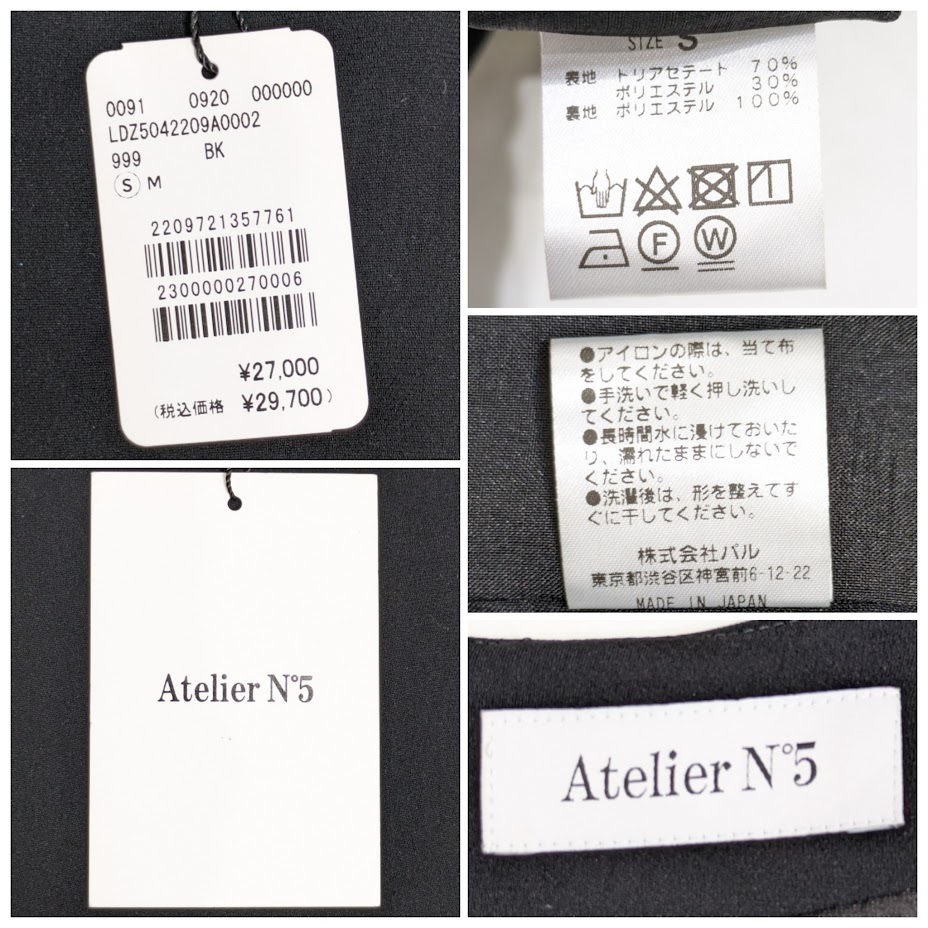 0091 0920 000000
LDZ5042209A0002
999 BK
S M
2209721357761
2300000270006
¥27,000
(税込価格 ¥29,700)
SIZE S
表地 トリアセテート 70%
ポリエステル 30%
裏地 ポリエステル 100%
F W
●アイロンの際は、当て布
をしてください。
●手洗いで軽く押し洗いし
てください。
●長時間水に浸けておいた
り、濡れたままにしないで
ください。
●洗濯後は、形を整えてす
ぐに干してください。
株式会社パル
東京都渋谷区神宮前6-12-22
MADE IN JAPAN
Atelier N°5
Atelier N°5